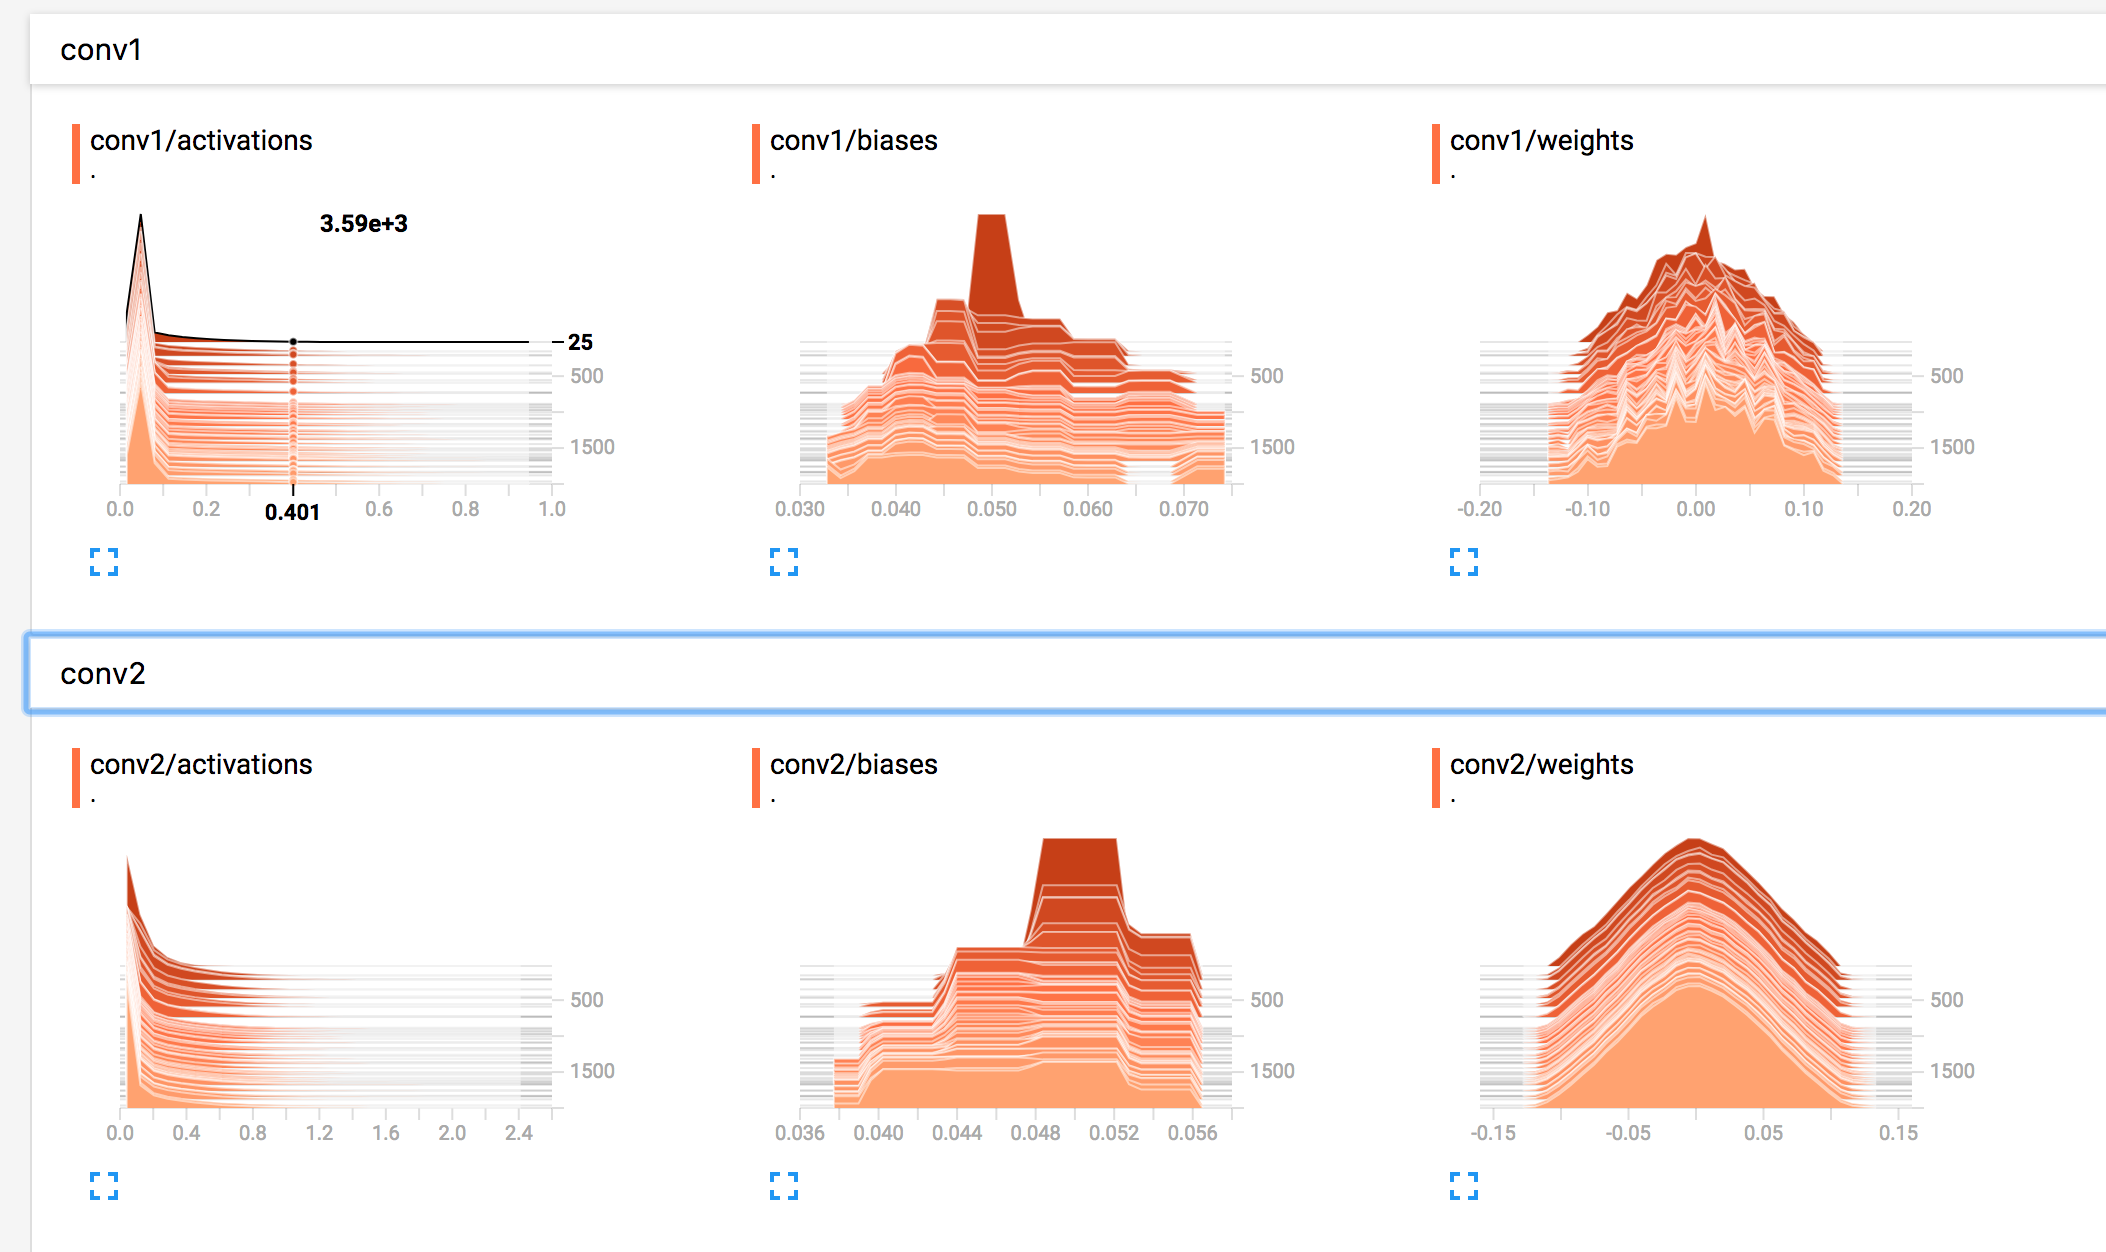 conv1
conv1/activations
.
3.59e+3
25
500
1500
0.0 0.2 0.401 0.6 0.8 1.0
conv1/biases
.
500
1500
0.030 0.040 0.050 0.060 0.070
conv1/weights
.
500
1500
-0.20 -0.10 0.00 0.10 0.20
conv2
conv2/activations
.
500
1500
0.0 0.4 0.8 1.2 1.6 2.0 2.4
conv2/biases
.
500
1500
0.036 0.040 0.044 0.048 0.052 0.056
conv2/weights
.
500
1500
-0.15 -0.05 0.05 0.15